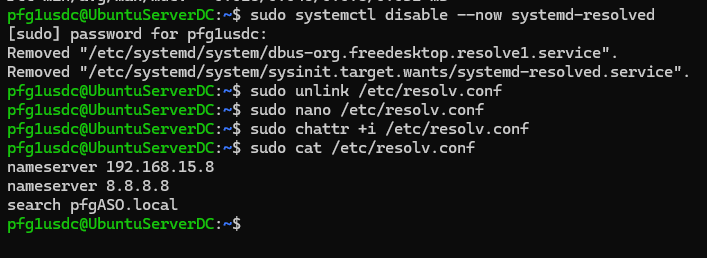 pfg1usdc@UbuntuServerDC:~$ sudo systemctl disable --now systemd-resolved
[sudo] password for pfg1usdc:
Removed "/etc/systemd/system/dbus-org.freedesktop.resolve1.service".
Removed "/etc/systemd/system/sysinit.target.wants/systemd-resolved.service".
pfg1usdc@UbuntuServerDC:~$ sudo unlink /etc/resolv.conf
pfg1usdc@UbuntuServerDC:~$ sudo nano /etc/resolv.conf
pfg1usdc@UbuntuServerDC:~$ sudo chattr +i /etc/resolv.conf
pfg1usdc@UbuntuServerDC:~$ sudo cat /etc/resolv.conf
nameserver 192.168.15.8
nameserver 8.8.8.8
search pfgASO.local
pfg1usdc@UbuntuServerDC:~$